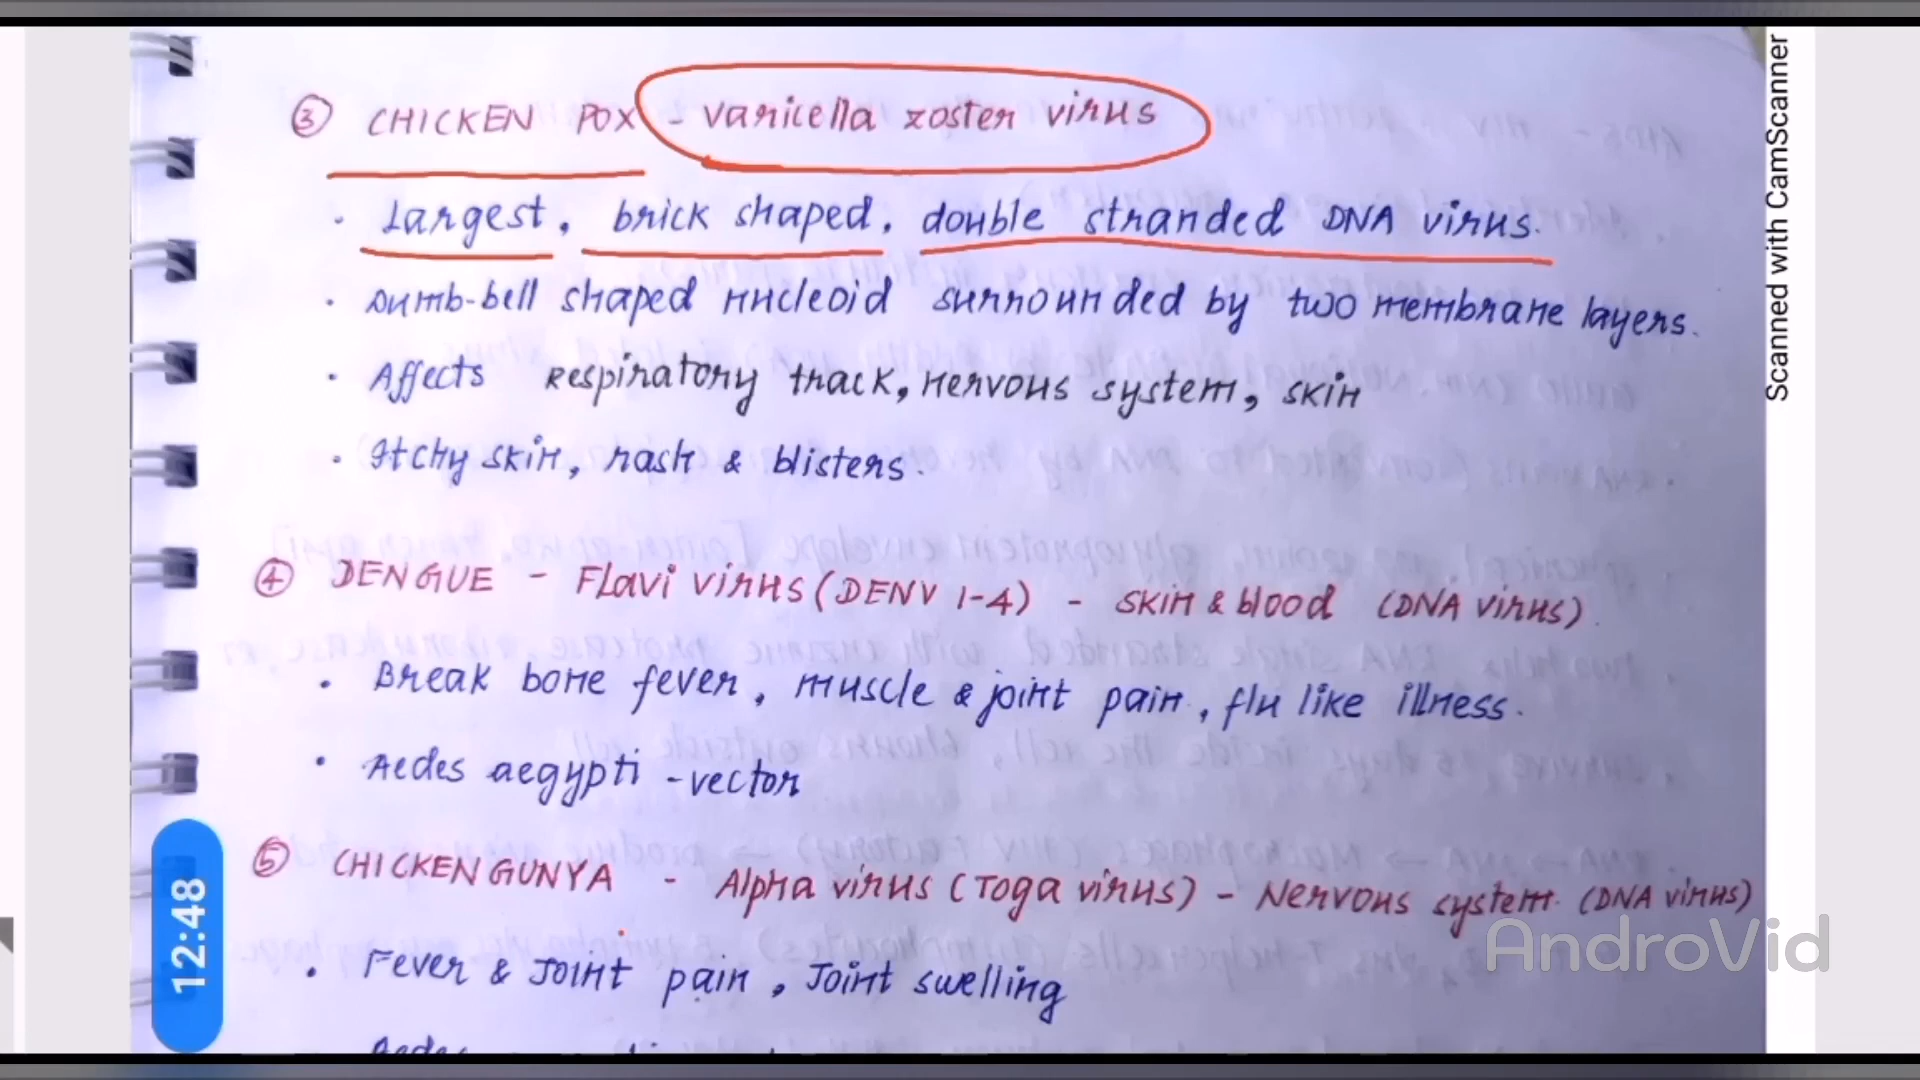 ③ CHICKEN POX - varicella zoster virus
· Largest, brick shaped, double stranded DNA virus.
· Dumb-bell shaped nucleoid surrounded by two membrane layers.
· Affects Respiratory track, nervous system, skin
· Itchy skin, rash & blisters.
④ DENGUE - Flavi virus (DENV 1-4) - skin & blood (DNA virus).
· Break bone fever, muscle & joint pain, flu like illness.
· Aedes aegypti - vector
⑤ CHICKEN GUNYA - Alpha virus (Toga virus) - Nervous system. (DNA virus)
· Fever & Joint pain, Joint swelling
Scanned with CamScanner
12:48
AndroVid